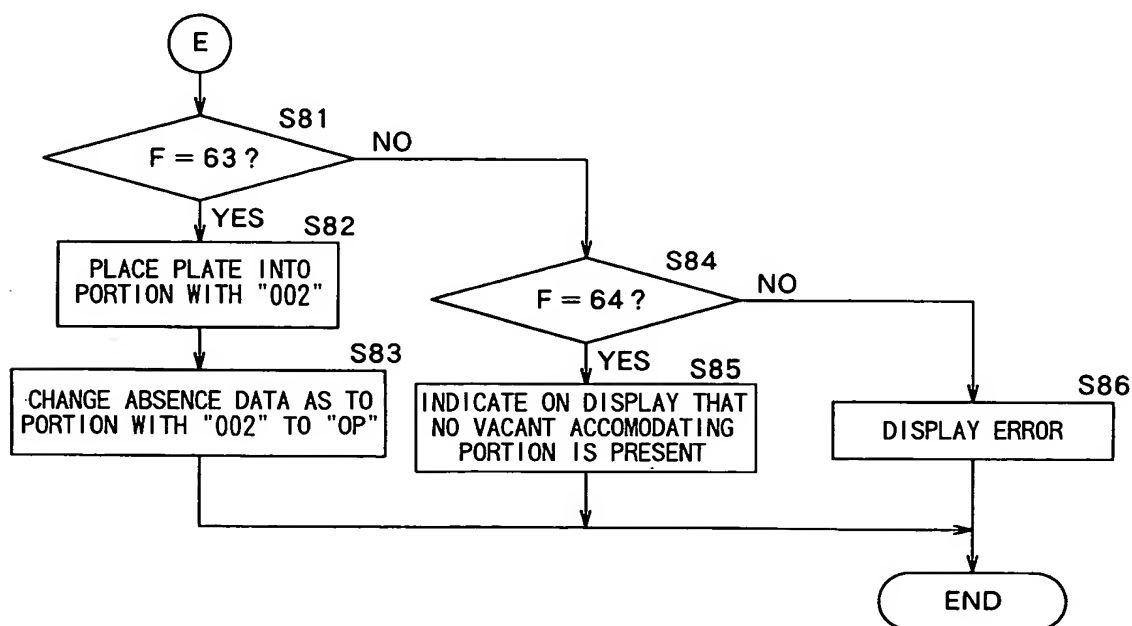 E
S81
F = 63 ?
NO
YES
S82
PLACE PLATE INTO
PORTION WITH "002"
S83
CHANGE ABSENCE DATA AS TO
PORTION WITH "002" TO "OP"
S84
F = 64 ?
NO
YES
S85
INDICATE ON DISPLAY THAT
NO VACANT ACCOMODATING
PORTION IS PRESENT
S86
DISPLAY ERROR
END